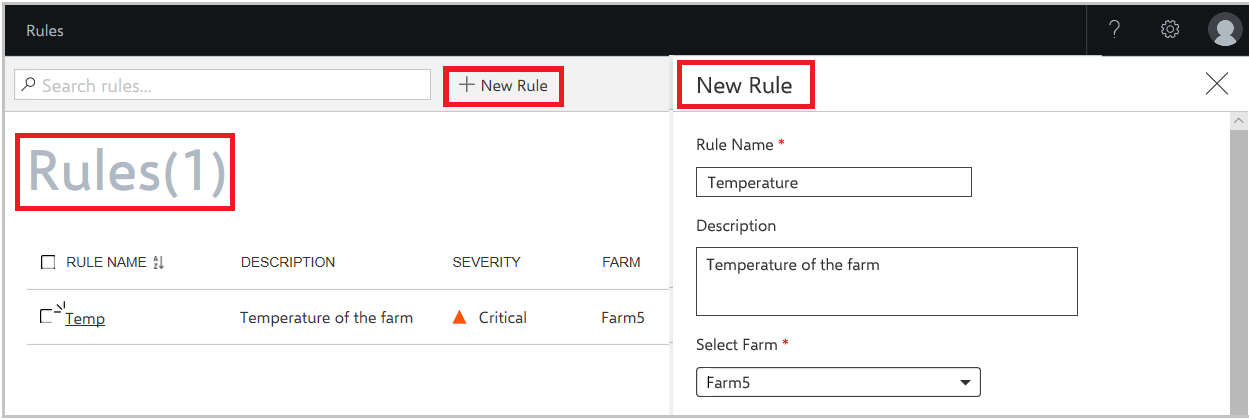 Rules
?
Search rules...
+ New Rule
New Rule
Rules(1)
Rule Name *
Temperature
Description
Temperature of the farm
Select Farm *
Farm5
RULE NAME AZ DESCRIPTION SEVERITY FARM
Temp Temperature of the farm Critical Farm5